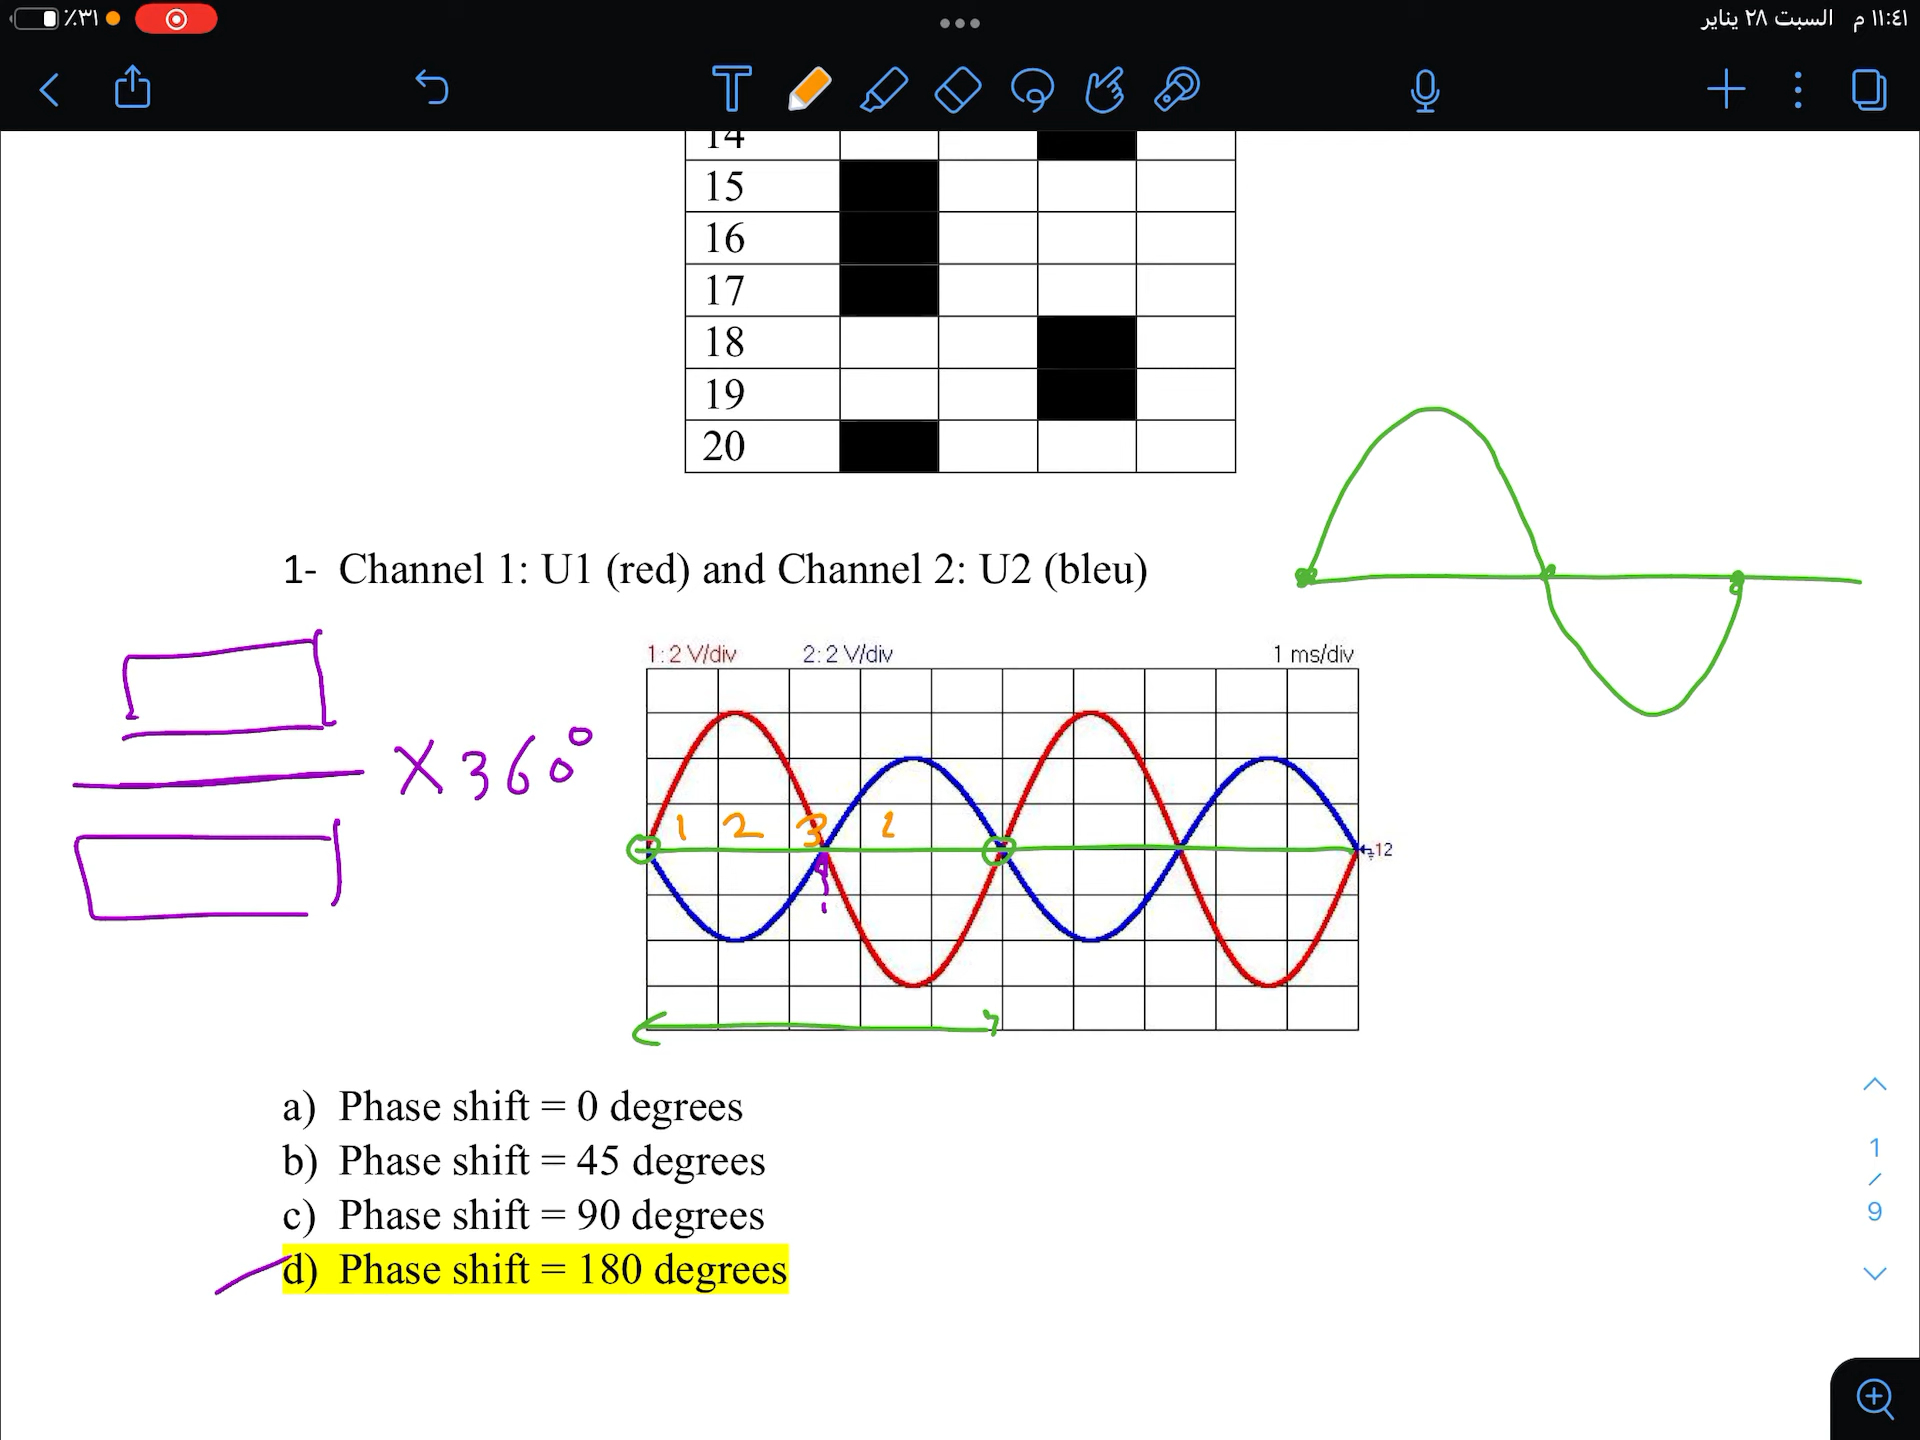 ٪٣١
١١:٤١ م السبت ٢٨ يناير
14
15
16
17
18
19
20
1- Channel 1: U1 (red) and Channel 2: U2 (bleu)
1: 2 V/div 2: 2 V/div 1 ms/div
X 360°
1 2 3
12
a) Phase shift = 0 degrees
b) Phase shift = 45 degrees
c) Phase shift = 90 degrees
d) Phase shift = 180 degrees
1
/
9